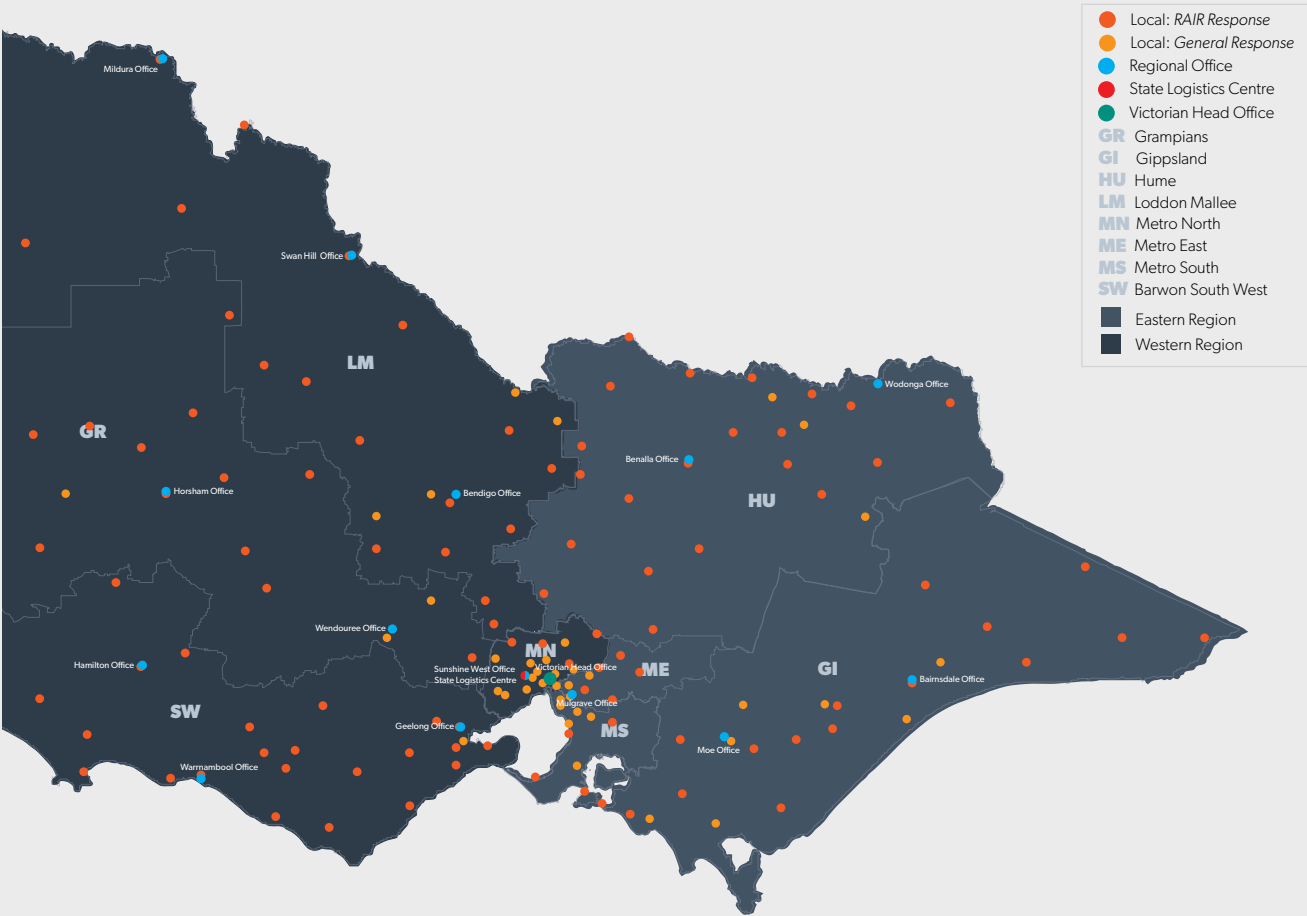 Local: RAIR Response
Local: General Response
Regional Office
State Logistics Centre
Victorian Head Office
GR Grampians
GI Gippsland
HU Hume
LM Loddon Mallee
MN Metro North
ME Metro East
MS Metro South
SW Barwon South West
Eastern Region
Western Region
Mildura Office
Swan Hill Office
LM
Wodonga Office
GR
Benalla Office
Horsham Office
Bendigo Office
HU
Wendouree Office
MN
Hamilton Office
Sunshine West Office
Victorian Head Office
ME
GI
State Logistics Centre
Bairnsdale Office
Mulgrave Office
SW
Geelong Office
MS
Moe Office
Warrnambool Office